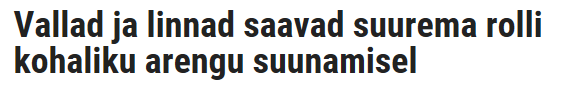 Vallad ja linnad saavad suurema rolli
kohaliku arengu suunamisel